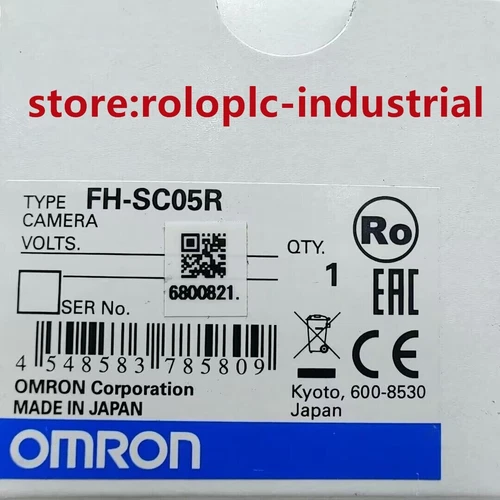 store:roloplc-industrial
TYPE FH-SC05R
CAMERA
VOLTS.
QTY. 1
Ro
EAC
6800821.
SER No.
CE
4 548583 785809
OMRON Corporation
MADE IN JAPAN
Kyoto, 600-8530
Japan
OMRON